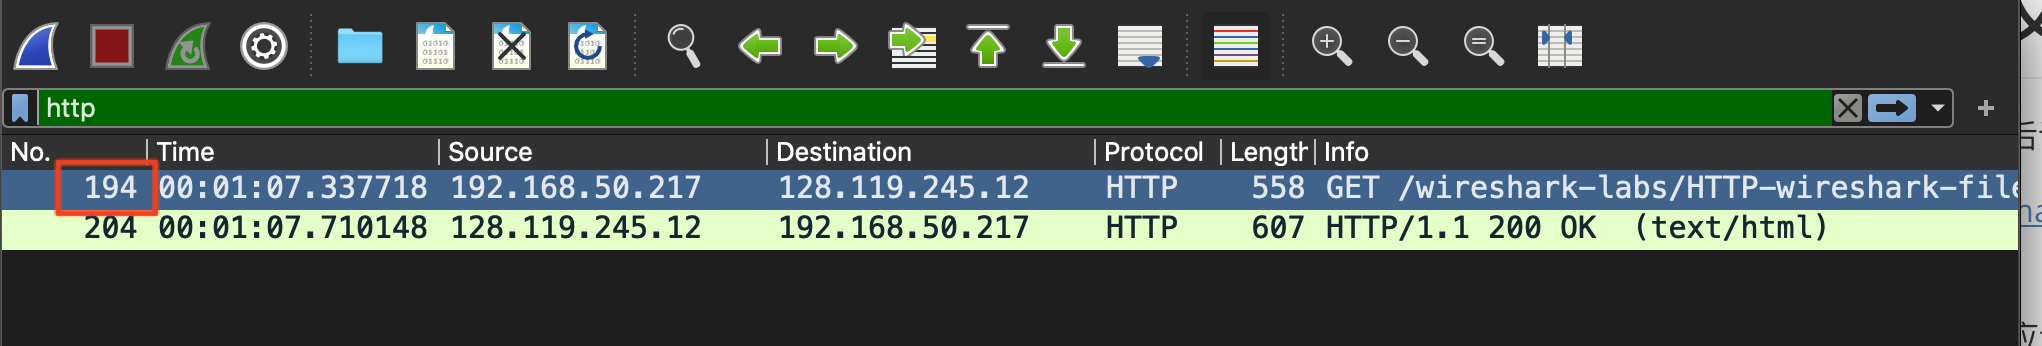 http
No. Time Source Destination Protocol Length Info
194 00:01:07.337718 192.168.50.217 128.119.245.12 HTTP 558 GET /wireshark-labs/HTTP-wireshark-file
204 00:01:07.710148 128.119.245.12 192.168.50.217 HTTP 607 HTTP/1.1 200 OK (text/html)